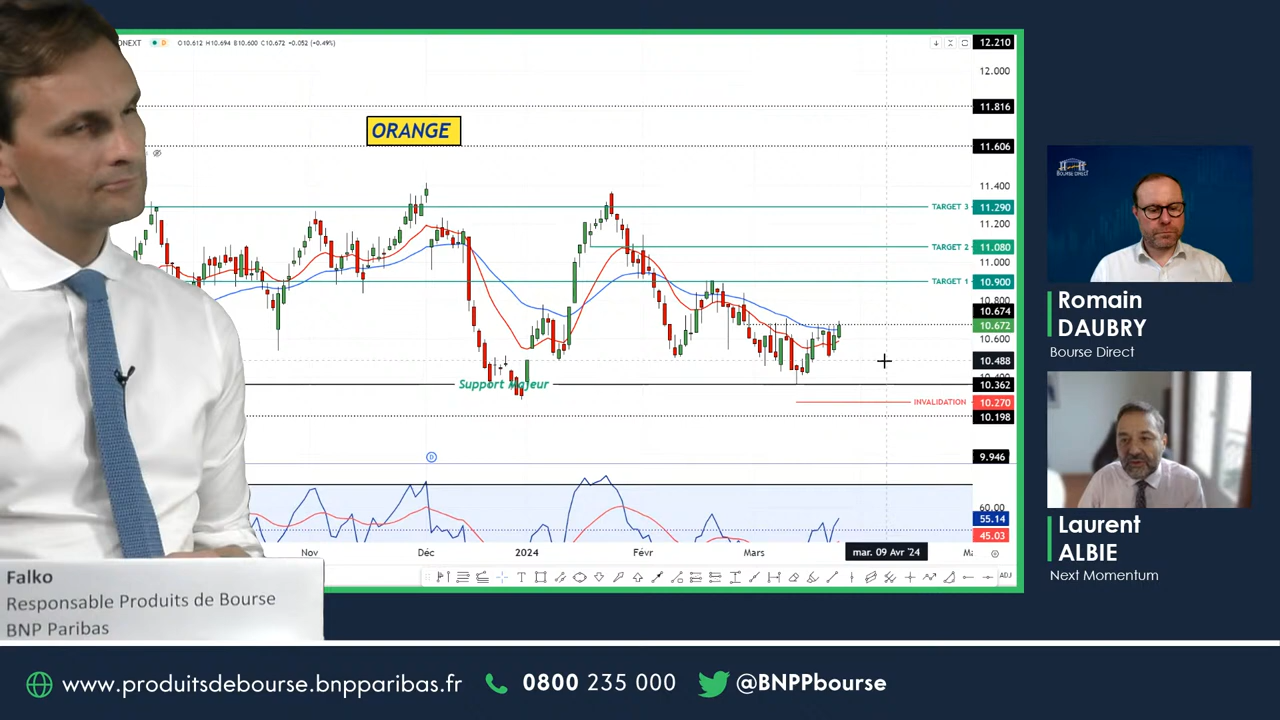 ONEXT D O10.612 H10.694 B10.600 C10.672 +0.052 (+0.49%)
12.210
12.000
11.816
ORANGE
11.606
11.400
TARGET 3 11.290
11.200
TARGET 2 11.080
11.000
TARGET 1 10.900
10.800
10.674
10.672
10.600
10.488
Support Majeur
10.362
INVALIDATION 10.270
10.198
D
9.946
60.00
55.14
45.03
Nov Déc 2024 Févr Mars mar. 09 Avr '24
ADJ
BOURSE DIRECT
Romain
DAUBRY
Bourse Direct
Laurent
ALBIE
Next Momentum
Falko
Responsable Produits de Bourse
BNP Paribas
www.produitsdebourse.bnpparibas.fr 0800 235 000 @BNPPbourse